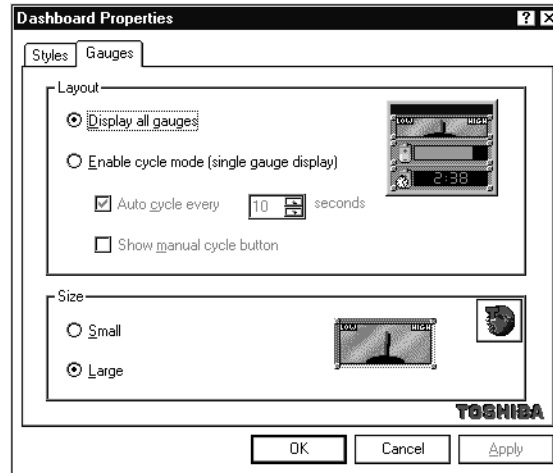 Dashboard Properties
? X
Styles Gauges
Layout
Display all gauges
Enable cycle mode (single gauge display)
Auto cycle every 10 seconds
Show manual cycle button
LOW HIGH
2:38
Size
Small
Large
LOW HIGH
TOSHIBA
OK Cancel Apply